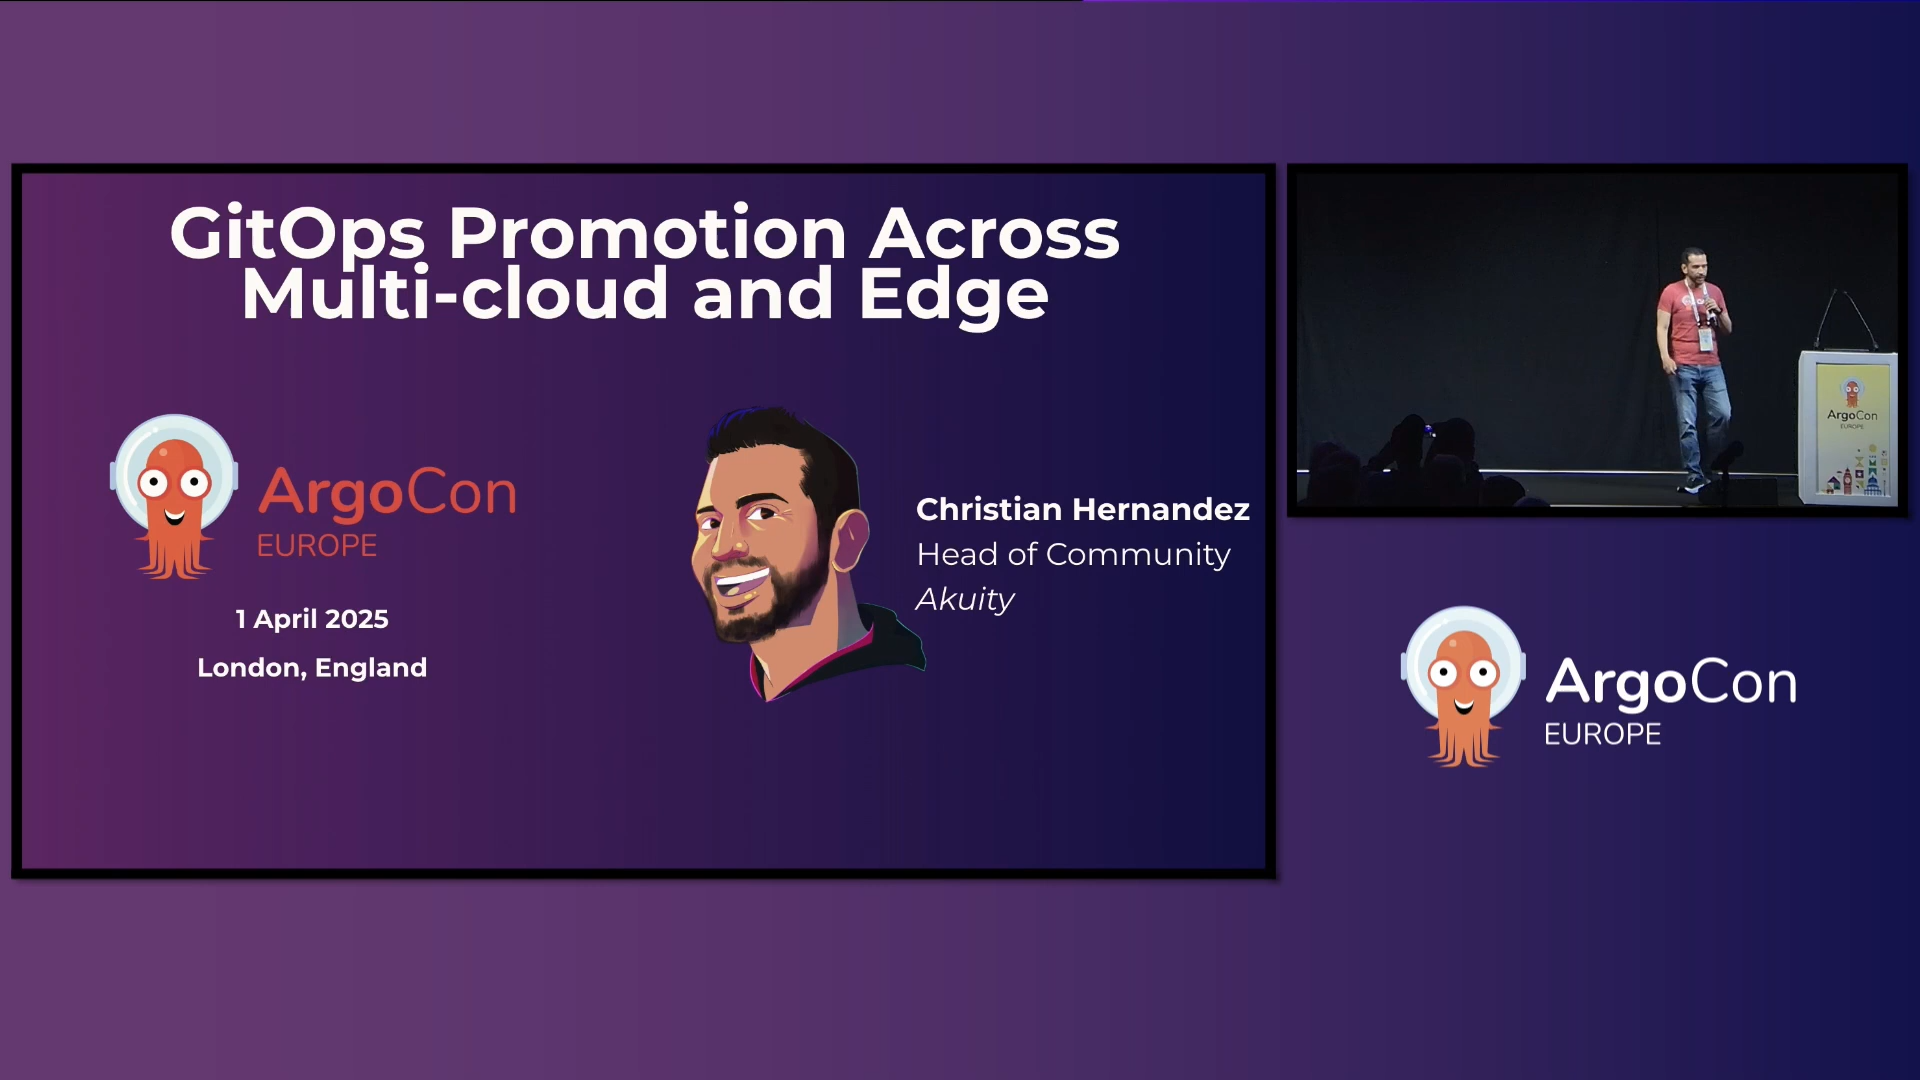 GitOps Promotion Across
Multi-cloud and Edge
ArgoCon
EUROPE
1 April 2025
London, England
Christian Hernandez
Head of Community
Akuity
ArgoCon
EUROPE
ArgoCon
EUROPE